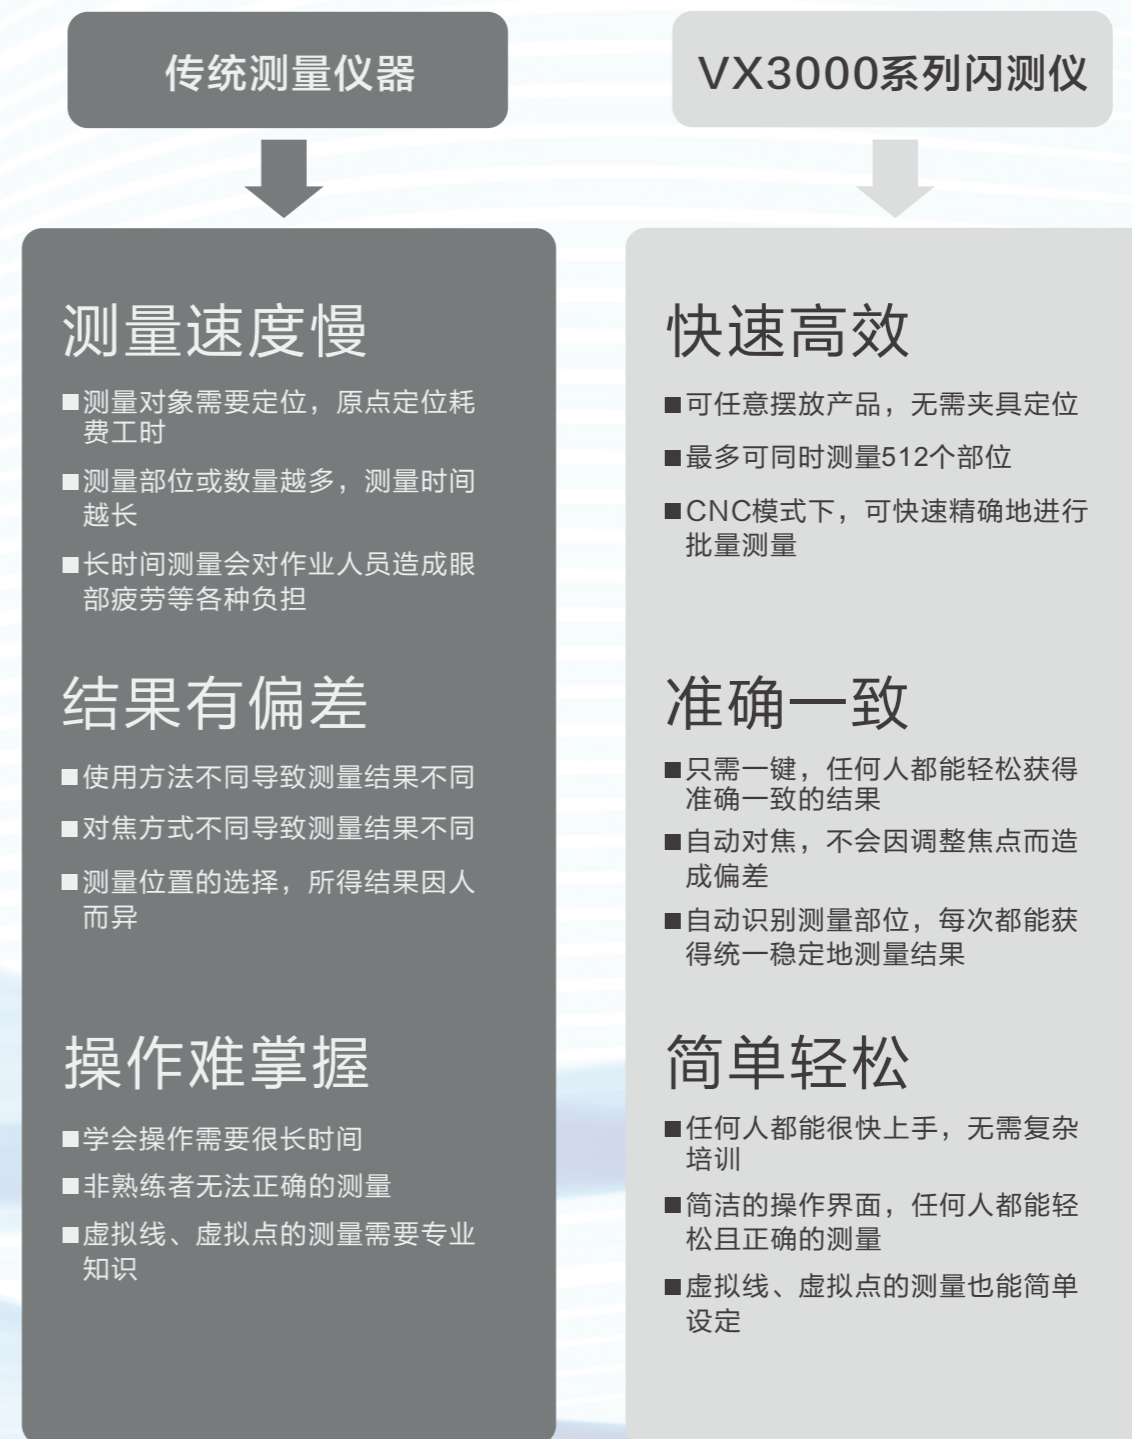 传统测量仪器
测量速度慢
■测量对象需要定位，原点定位耗
费工时
■测量部位或数量越多，测量时间
越长
■长时间测量会对作业人员造成眼
部疲劳等各种负担
结果有偏差
■使用方法不同导致测量结果不同
■对焦方式不同导致测量结果不同
■测量位置的选择，所得结果因人
而异
操作难掌握
■学会操作需要很长时间
■非熟练者无法正确的测量
■虚拟线、虚拟点的测量需要专业
知识
VX3000系列闪测仪
快速高效
■可任意摆放产品，无需夹具定位
■最多可同时测量512个部位
■CNC模式下，可快速精确地进行
批量测量
准确一致
■只需一键，任何人都能轻松获得
准确一致的结果
■自动对焦，不会因调整焦点而造
成偏差
■自动识别测量部位，每次都能获
得统一稳定地测量结果
简单轻松
■任何人都能很快上手，无需复杂
培训
■简洁的操作界面，任何人都能轻
松且正确的测量
■虚拟线、虚拟点的测量也能简单
设定